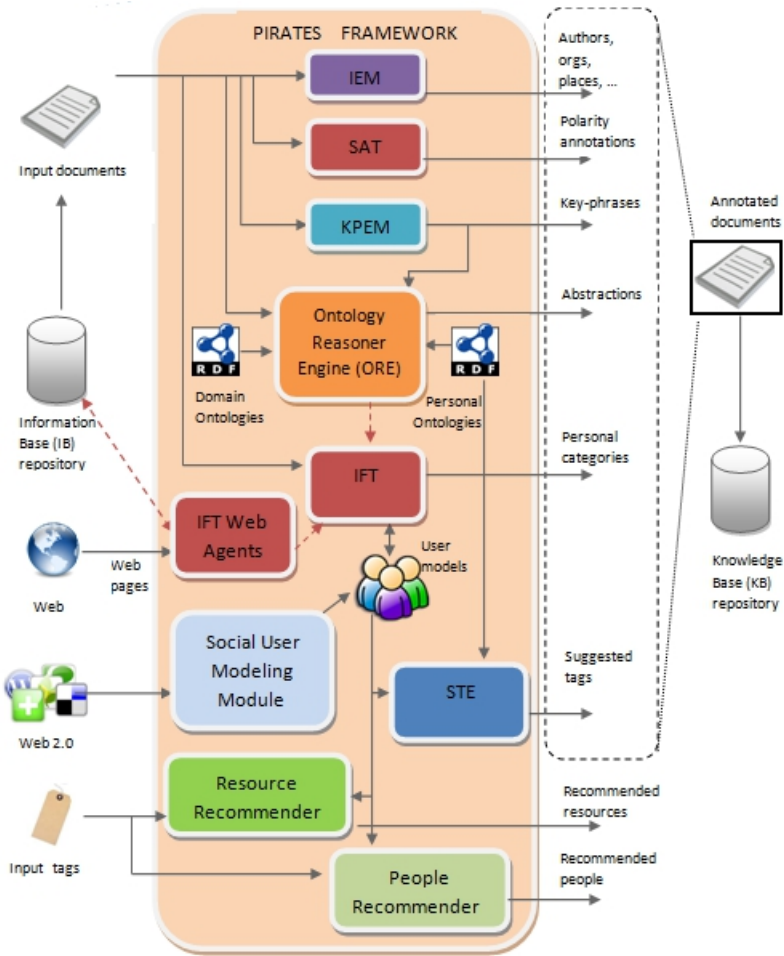 PIRATES FRAMEWORK
IEM
Authors,
orgs,
places, ...
SAT
Polarity
annotations
Input documents
KPEM
Key-phrases
Annotated
documents
Ontology
Reasoner
Engine (ORE)
Abstractions
RDF
RDF
Domain
Ontologies
Personal
Ontologies
Information
Base (IB)
repository
IFT
Personal
categories
IFT Web
Agents
User
models
Web
pages
Web
Knowledge
Base (KB)
repository
Social User
Modeling
Module
STE
Suggested
tags
Web 2.0
Resource
Recommender
Recommended
resources
Input tags
People
Recommender
Recommended
people